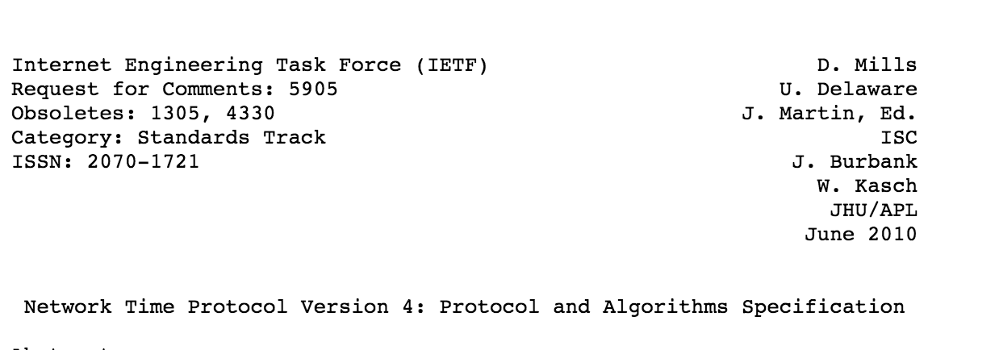 Internet Engineering Task Force (IETF) D. Mills
Request for Comments: 5905 U. Delaware
Obsoletes: 1305, 4330 J. Martin, Ed.
Category: Standards Track ISC
ISSN: 2070-1721 J. Burbank
W. Kasch
JHU/APL
June 2010
Network Time Protocol Version 4: Protocol and Algorithms Specification